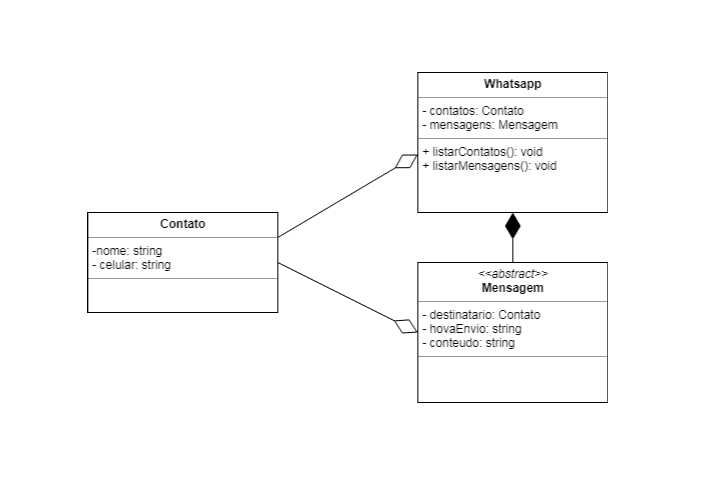 Whatsapp
- contatos: Contato
- mensagens: Mensagem
+ listarContatos(): void
+ listarMensagens(): void
Contato
-nome: string
- celular: string
<<abstract>>
Mensagem
- destinatario: Contato
- hovaEnvio: string
- conteudo: string